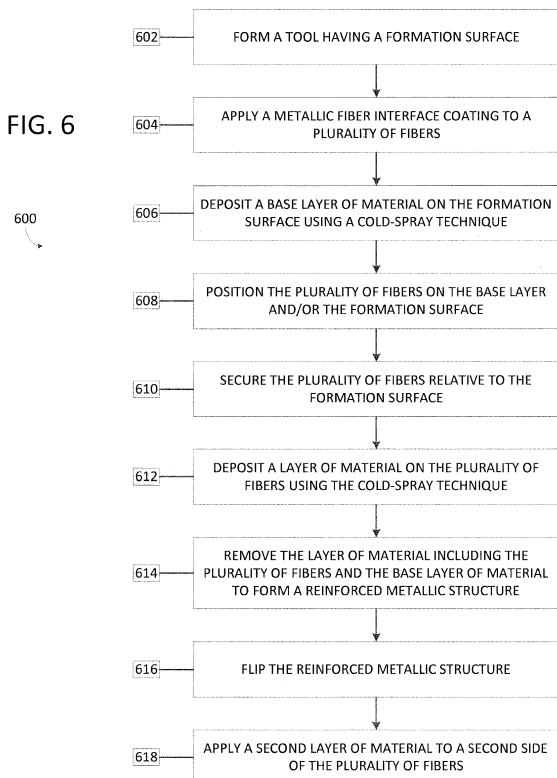 602
FORM A TOOL HAVING A FORMATION SURFACE
FIG. 6
604
APPLY A METALLIC FIBER INTERFACE COATING TO A
PLURALITY OF FIBERS
600
606
DEPOSIT A BASE LAYER OF MATERIAL ON THE FORMATION
SURFACE USING A COLD-SPRAY TECHNIQUE
608
POSITION THE PLURALITY OF FIBERS ON THE BASE LAYER
AND/OR THE FORMATION SURFACE
610
SECURE THE PLURALITY OF FIBERS RELATIVE TO THE
FORMATION SURFACE
612
DEPOSIT A LAYER OF MATERIAL ON THE PLURALITY OF
FIBERS USING THE COLD-SPRAY TECHNIQUE
614
REMOVE THE LAYER OF MATERIAL INCLUDING THE
PLURALITY OF FIBERS AND THE BASE LAYER OF MATERIAL
TO FORM A REINFORCED METALLIC STRUCTURE
616
FLIP THE REINFORCED METALLIC STRUCTURE
618
APPLY A SECOND LAYER OF MATERIAL TO A SECOND SIDE
OF THE PLURALITY OF FIBERS